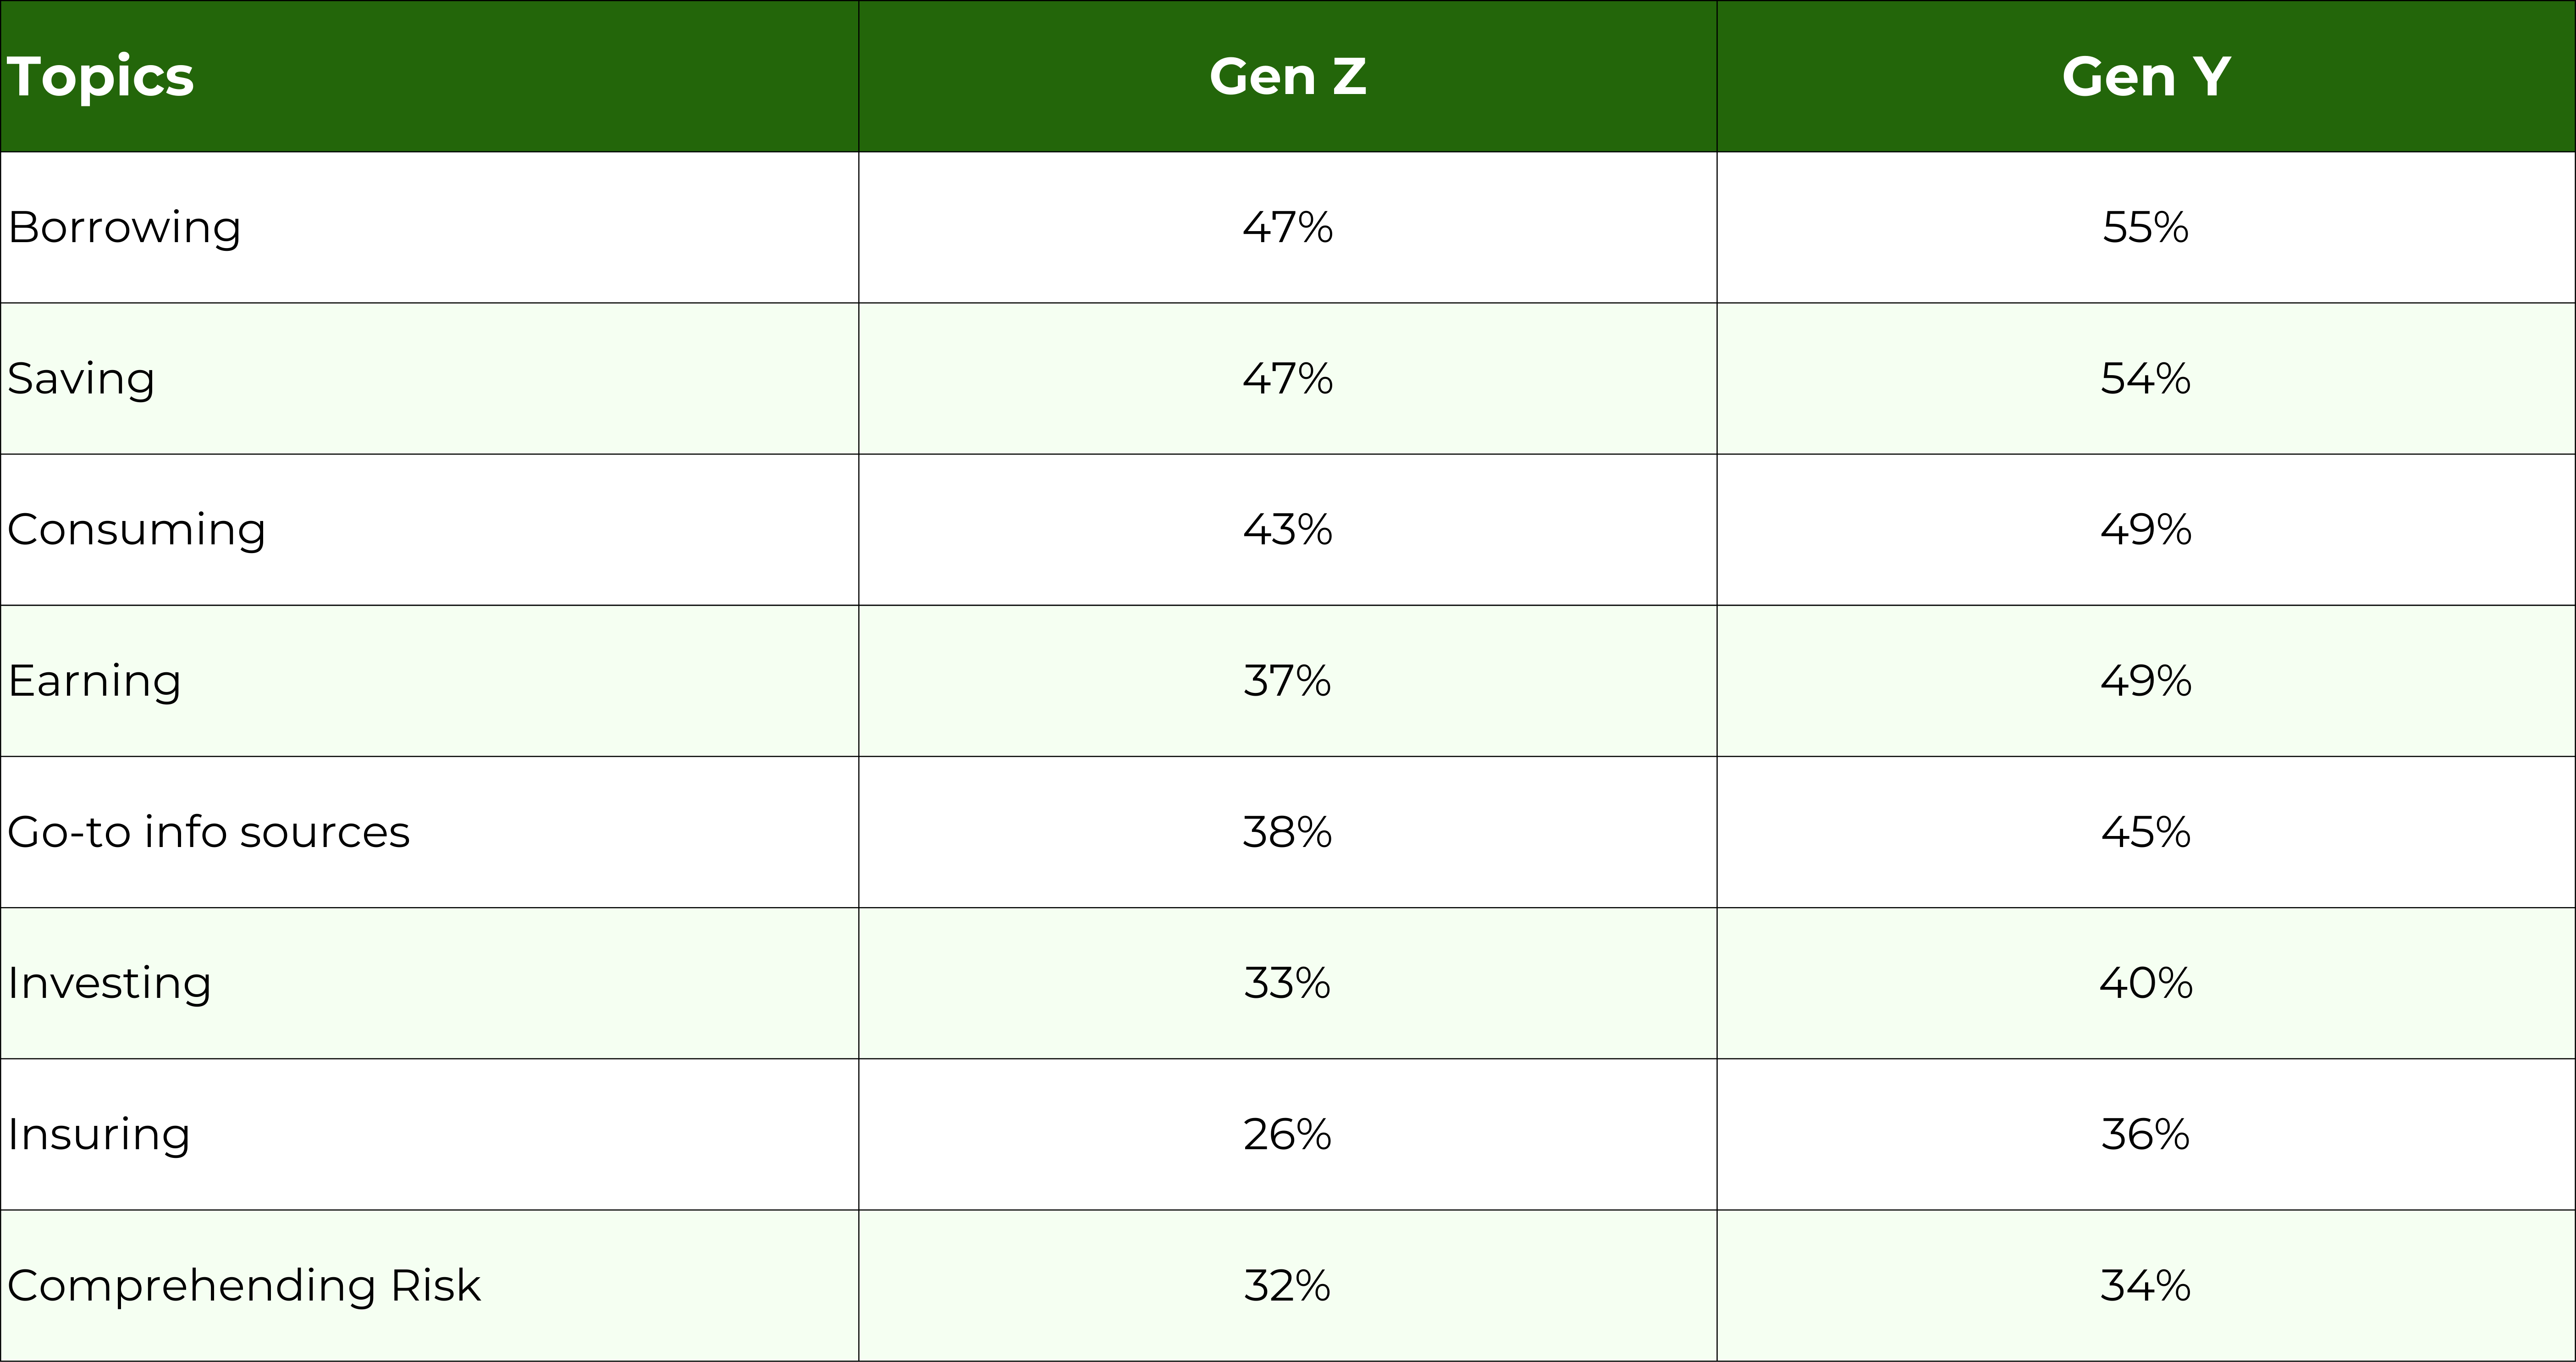 Topics Gen Z Gen Y
Borrowing 47% 55%
Saving 47% 54%
Consuming 43% 49%
Earning 37% 49%
Go-to info sources 38% 45%
Investing 33% 40%
Insuring 26% 36%
Comprehending Risk 32% 34%